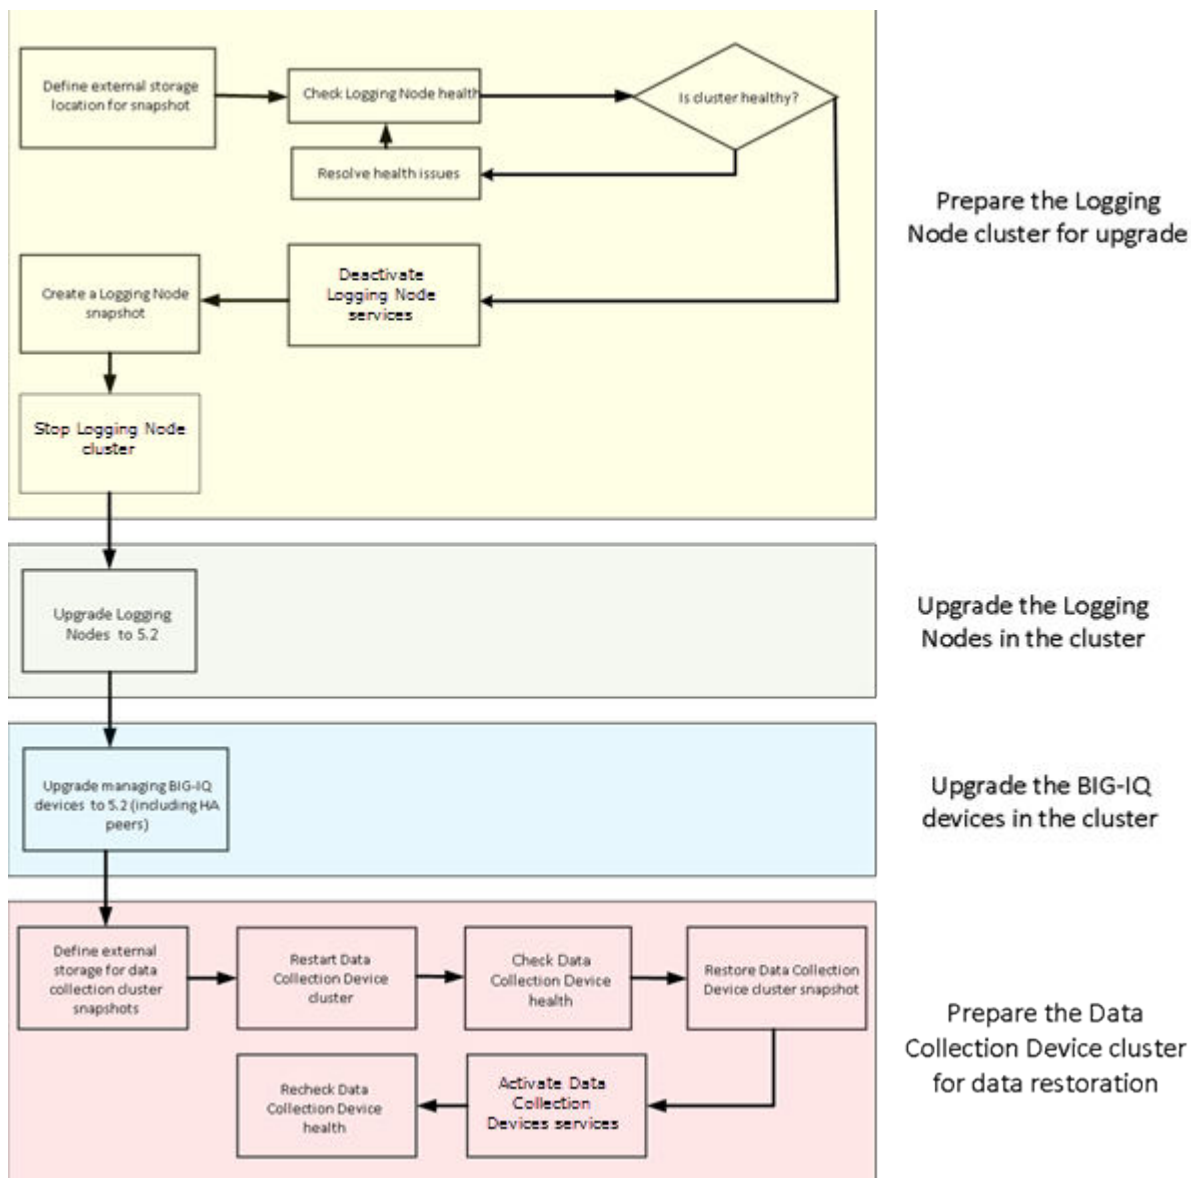 Define external storage
location for snapshot
Check Logging Node health
Is cluster healthy?
Resolve health issues
Prepare the Logging
Node cluster for upgrade
Deactivate
Logging Node
services
Create a Logging Node
snapshot
Stop Logging Node
cluster
Upgrade Logging
Nodes to 5.2
Upgrade the Logging
Nodes in the cluster
Upgrade managing BIG-IQ
devices to 5.2 (including HA
peers)
Upgrade the BIG-IQ
devices in the cluster
Define external
storage for data
collection cluster
snapshots
Restart Data
Collection Device
cluster
Check Data
Collection Device
health
Restore Data Collection
Device cluster snapshot
Prepare the Data
Collection Device cluster
for data restoration
Activate Data
Collection
Devices services
Recheck Data
Collection Device
health